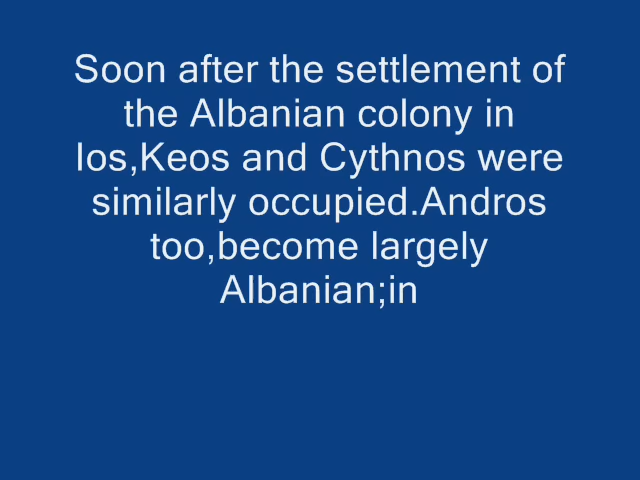 Soon after the settlement of
the Albanian colony in
Ios,Keos and Cythnos were
similarly occupied.Andros
too,become largely
Albanian;in